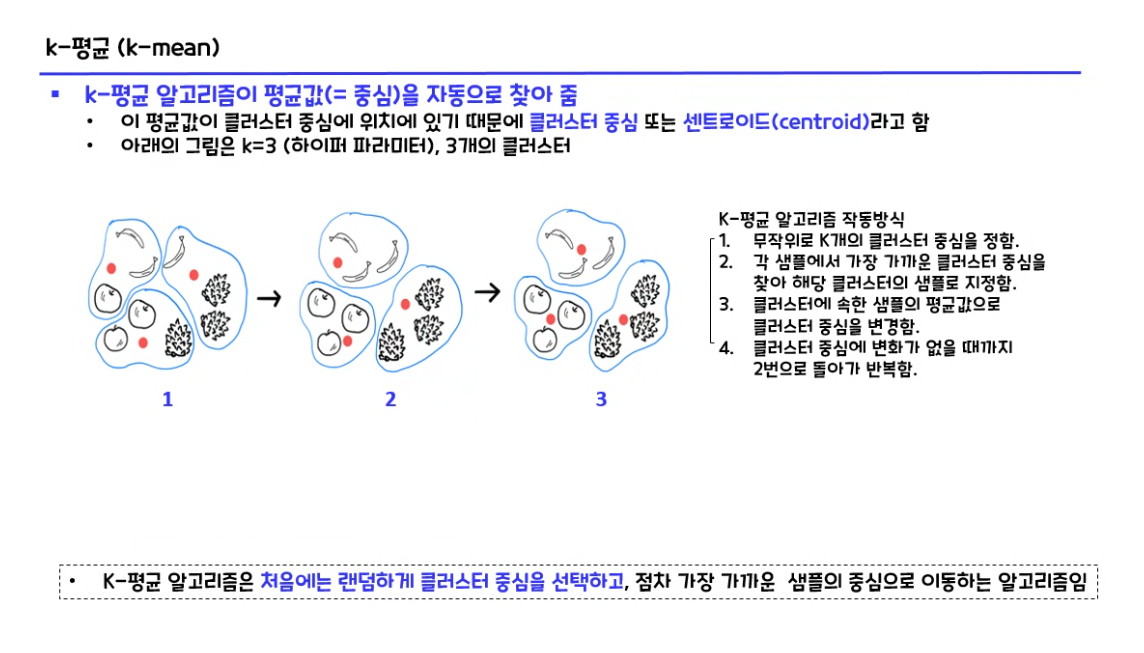 k-평균 (k-mean)
▪ k-평균 알고리즘이 평균값(= 중심)을 자동으로 찾아 줌
• 이 평균값이 클러스터 중심에 위치에 있기 때문에 클러스터 중심 또는 센트로이드(centroid)라고 함
• 아래의 그림은 k=3 (하이퍼 파라미터), 3개의 클러스터
K-평균 알고리즘 작동방식
1. 무작위로 K개의 클러스터 중심을 정함.
2. 각 샘플에서 가장 가까운 클러스터 중심을
찾아 해당 클러스터의 샘플로 지정함.
3. 클러스터에 속한 샘플의 평균값으로
클러스터 중심을 변경함.
4. 클러스터 중심에 변화가 없을 때까지
2번으로 돌아가 반복함.
1
2
3
• K-평균 알고리즘은 처음에는 랜덤하게 클러스터 중심을 선택하고, 점차 가장 가까운 샘플의 중심으로 이동하는 알고리즘임